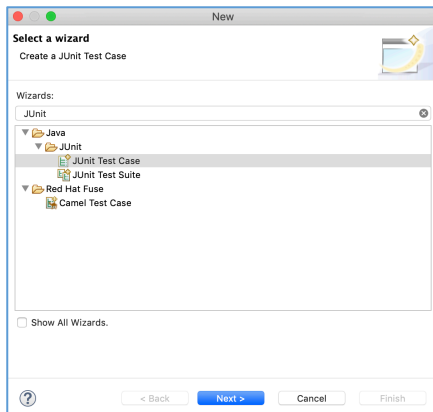 New
Select a wizard
Create a JUnit Test Case
Wizards:
JUnit
Java
JUnit
JUnit Test Case
JUnit Test Suite
Red Hat Fuse
Camel Test Case
Show All Wizards.
? < Back Next > Cancel Finish